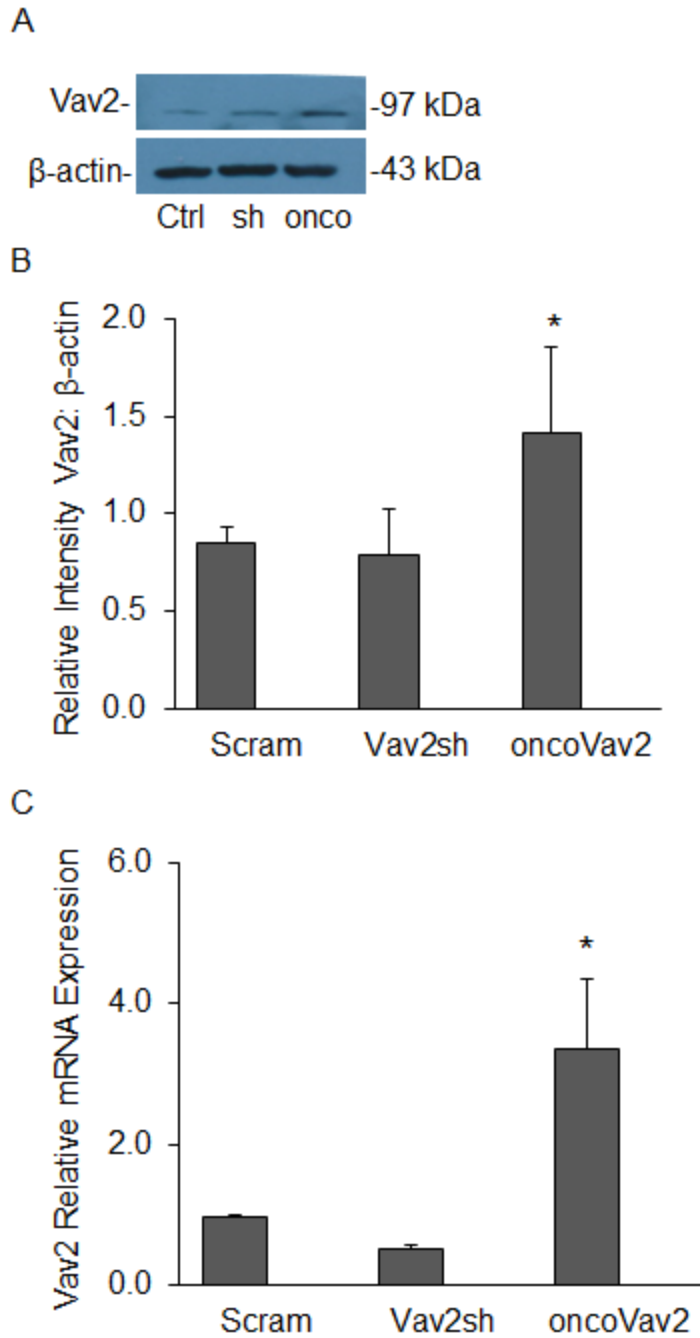 A
Vav2- -97 kDa
β-actin- -43 kDa
Ctrl sh onco
B
Relative Intensity Vav2: β-actin
2.0
*
1.5
1.0
0.5
0.0
Scram Vav2sh oncoVav2
C
Vav2 Relative mRNA Expression
6.0
*
4.0
2.0
0.0
Scram Vav2sh oncoVav2